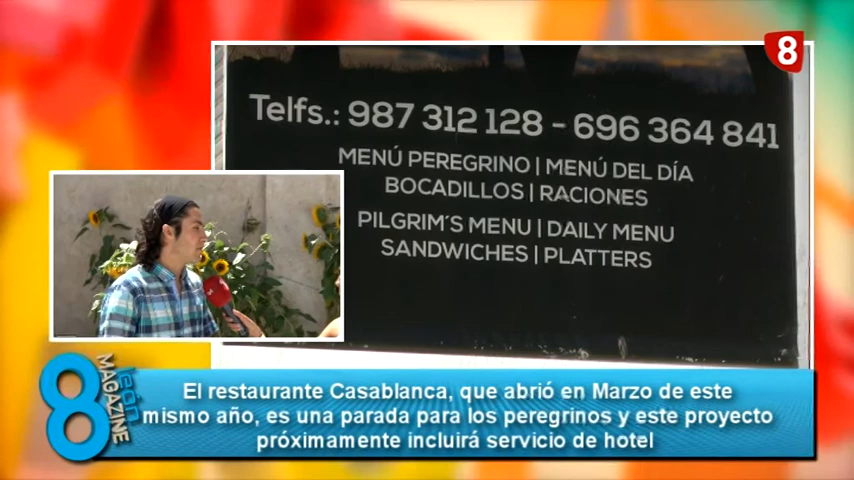 8
Telfs.: 987 312 128 - 696 364 841
MENÚ PEREGRINO | MENÚ DEL DÍA
BOCADILLOS | RACIONES
PILGRIM´S MENU | DAILY MENU
SANDWICHES | PLATTERS
8 león
MAGAZINE
El restaurante Casablanca, que abrió en Marzo de este
mismo año, es una parada para los peregrinos y este proyecto
próximamente incluirá servicio de hotel